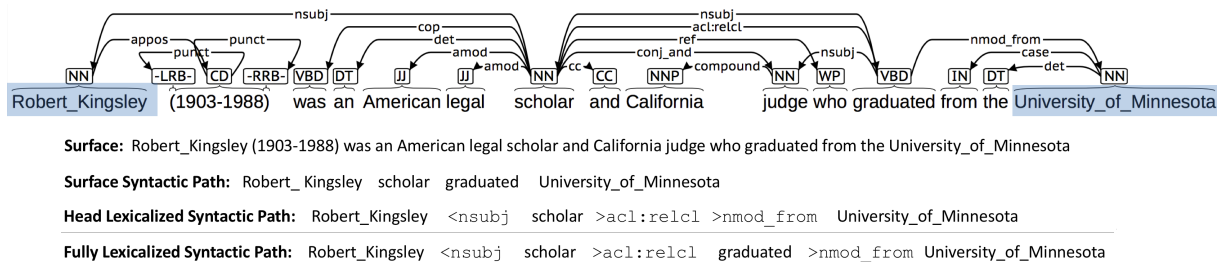 nsubj nsubj
cop acl:relcl
appos det ref nmod_from
punct punct amod conj_and nsubj case
amod cc compound det
NN -LRB- CD -RRB- VBD DT JJ JJ NN CC NNP NN WP VBD IN DT NN
Robert_Kingsley (1903-1988) was an American legal scholar and California judge who graduated from the University_of_Minnesota
Surface: Robert_Kingsley (1903-1988) was an American legal scholar and California judge who graduated from the University_of_Minnesota
Surface Syntactic Path: Robert_ Kingsley scholar graduated University_of_Minnesota
Head Lexicalized Syntactic Path: Robert_Kingsley <nsubj scholar >acl:relcl >nmod_from University_of_Minnesota
Fully Lexicalized Syntactic Path: Robert_Kingsley <nsubj scholar >acl:relcl graduated >nmod_from University_of_Minnesota